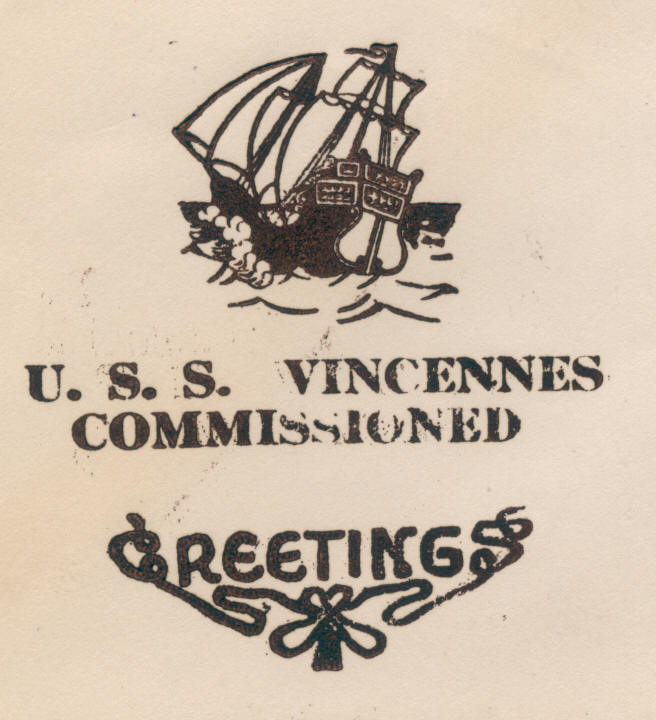 U. S. S. VINCENNES
COMMISSIONED
GREETINGS